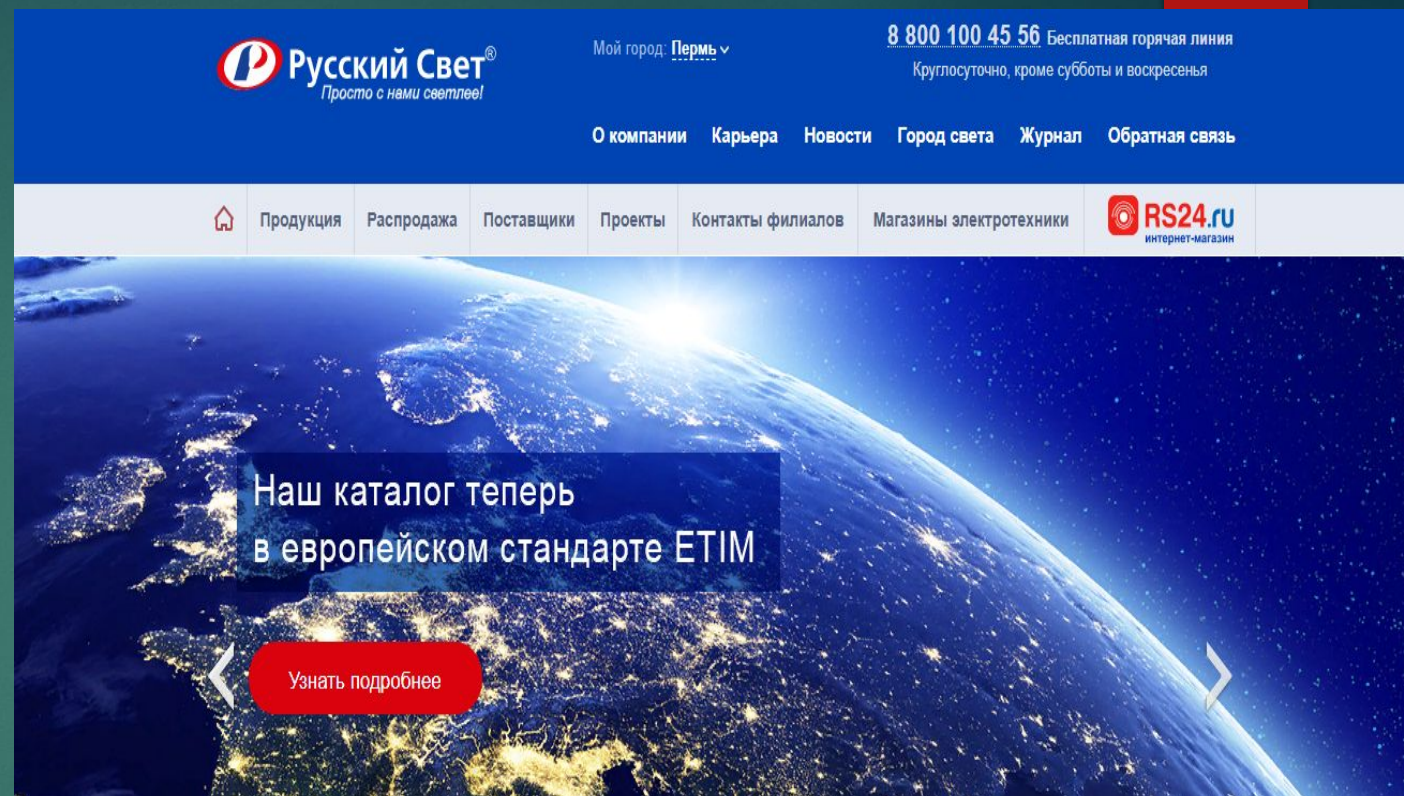 Русский Свет®
Просто с нами светлее!
Мой город: Пермь
8 800 100 45 56 Бесплатная горячая линия
Круглосуточно, кроме субботы и воскресенья
О компании Карьера Новости Город света Журнал Обратная связь
Продукция Распродажа Поставщики Проекты Контакты филиалов Магазины электротехники RS24.ru
интернет-магазин
Наш каталог теперь
в европейском стандарте ETIM
Узнать подробнее